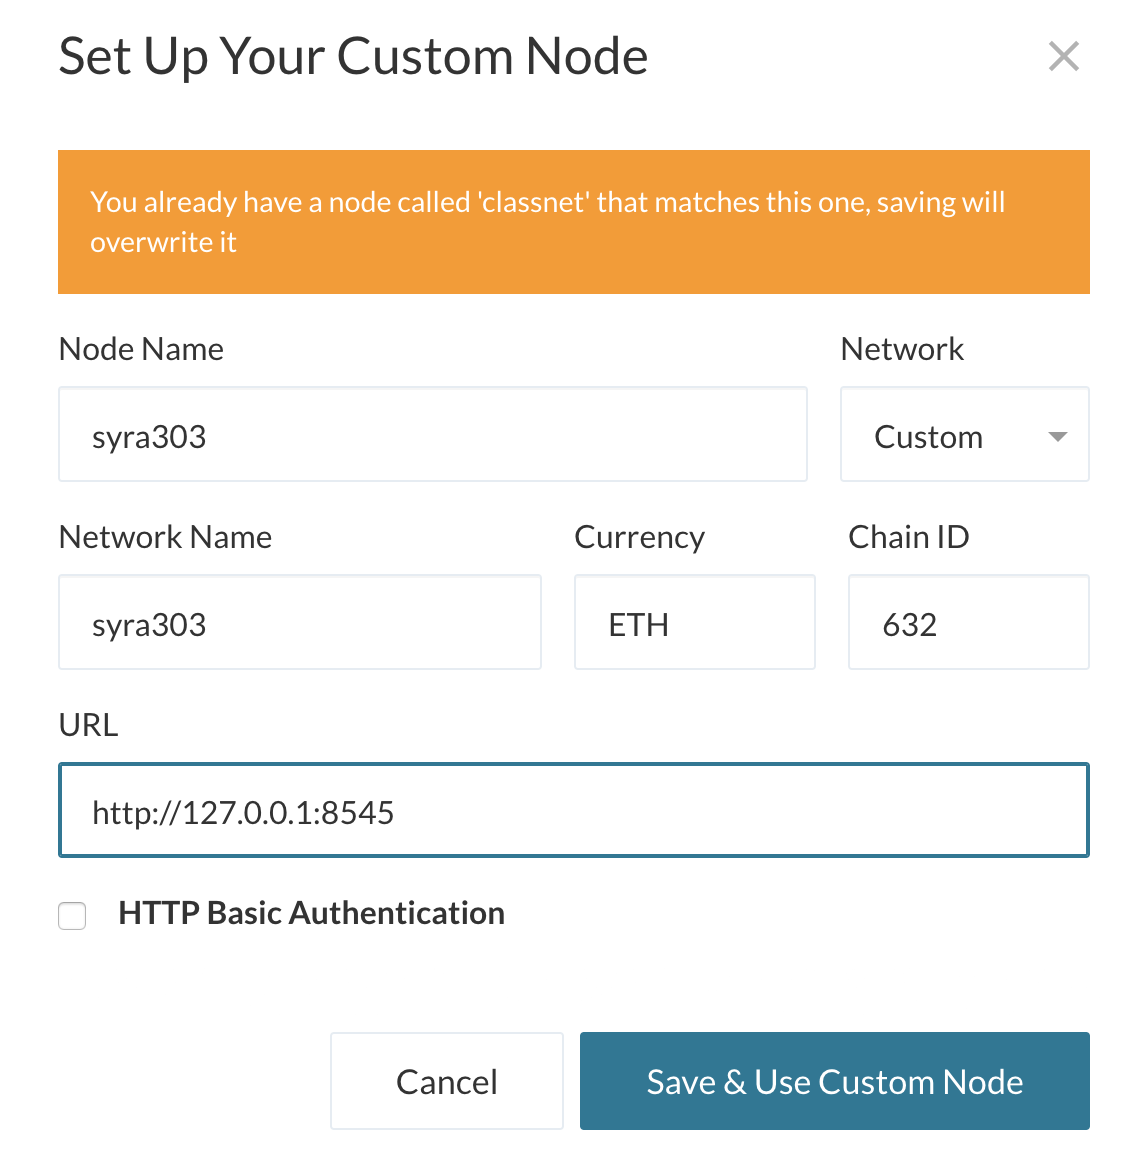 Set Up Your Custom Node
You already have a node called 'classnet' that matches this one, saving will
overwrite it
Node Name
Network
syra303
Custom
Network Name
Currency
Chain ID
syra303
ETH
632
URL
http://127.0.0.1:8545
HTTP Basic Authentication
Cancel
Save & Use Custom Node